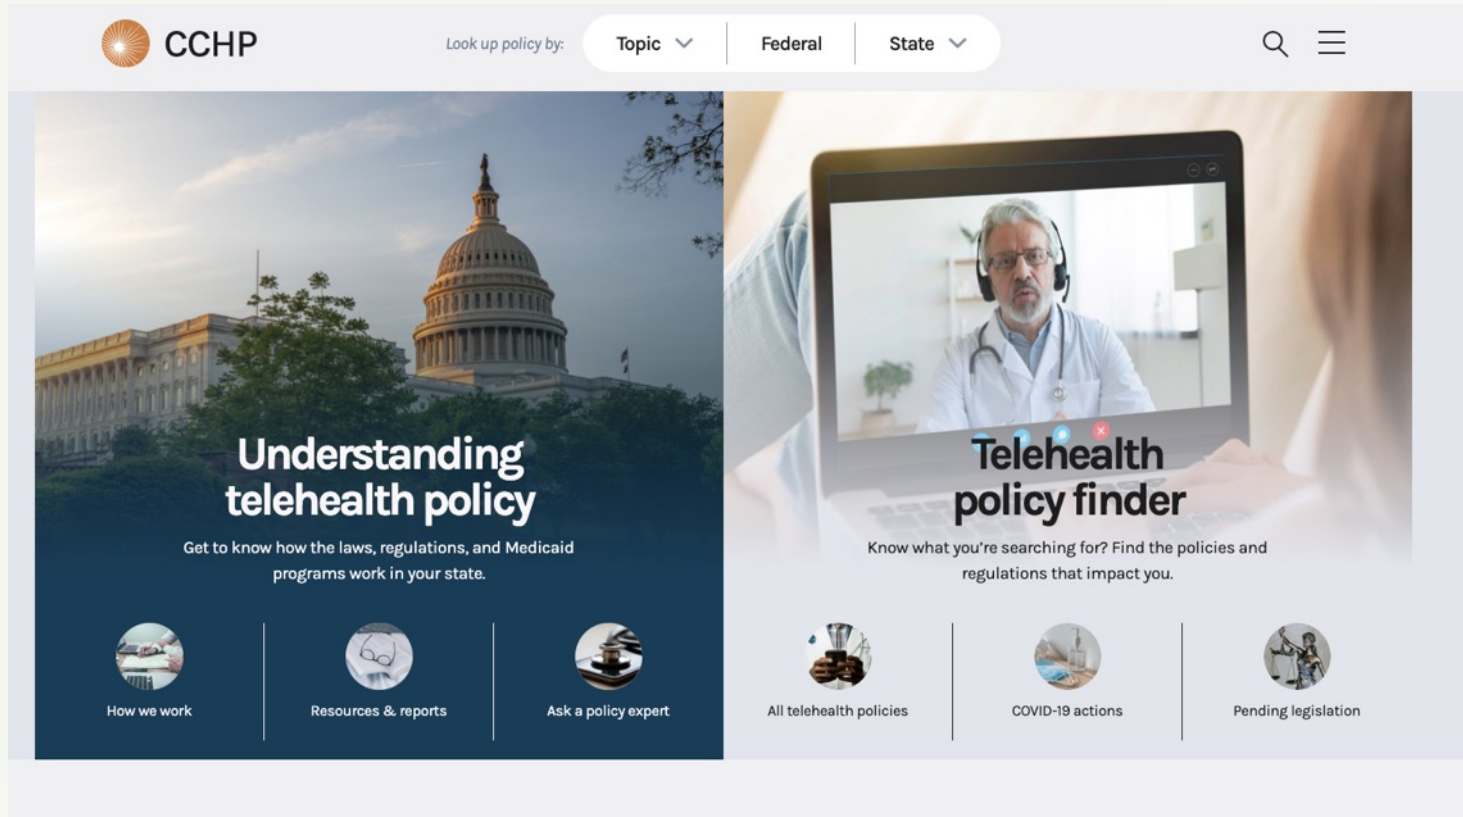 CCHP
Look up policy by:
Topic
Federal
State
Understanding
telehealth policy
Get to know how the laws, regulations, and Medicaid
programs work in your state.
How we work
Resources & reports
Ask a policy expert
Telehealth
policy finder
Know what you're searching for? Find the policies and
regulations that impact you.
All telehealth policies
COVID-19 actions
Pending legislation